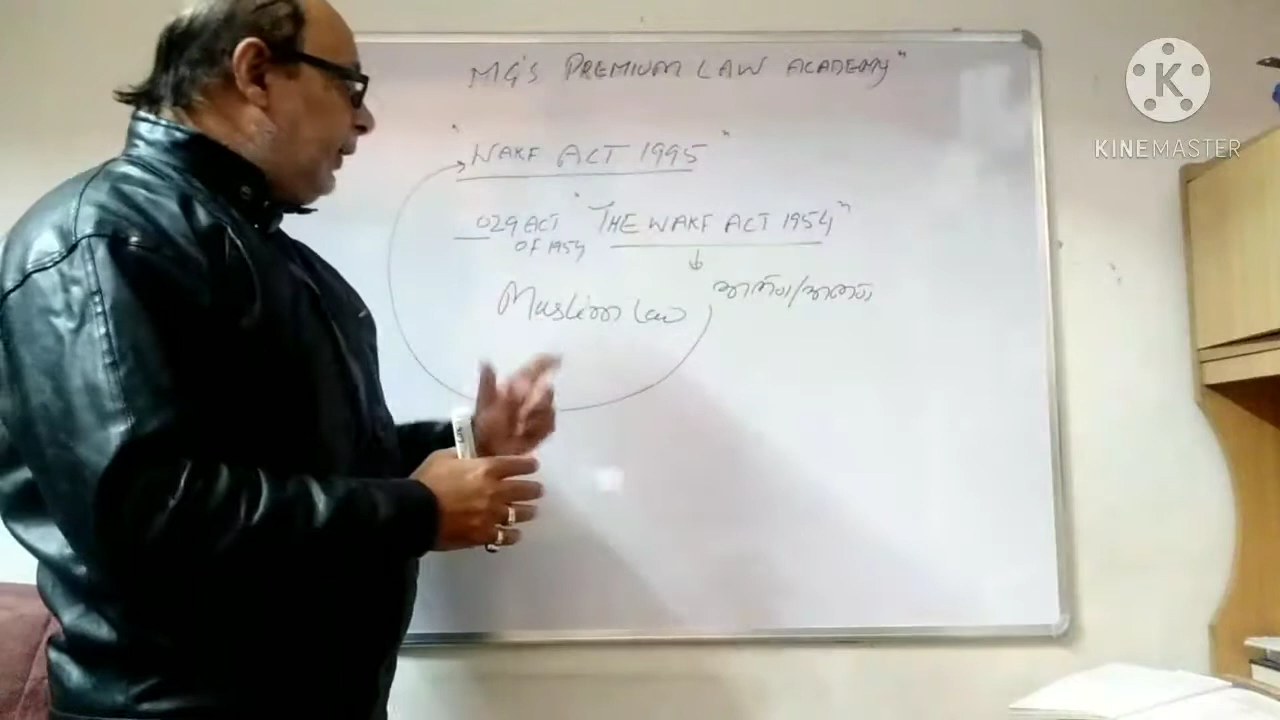 MG'S PREMIUM LAW ACADEMY"
"WAKF ACT 1995"
029 ACT OF 1954
"THE WAKF ACT 1954"
Muslim Law
K
KINEMASTER